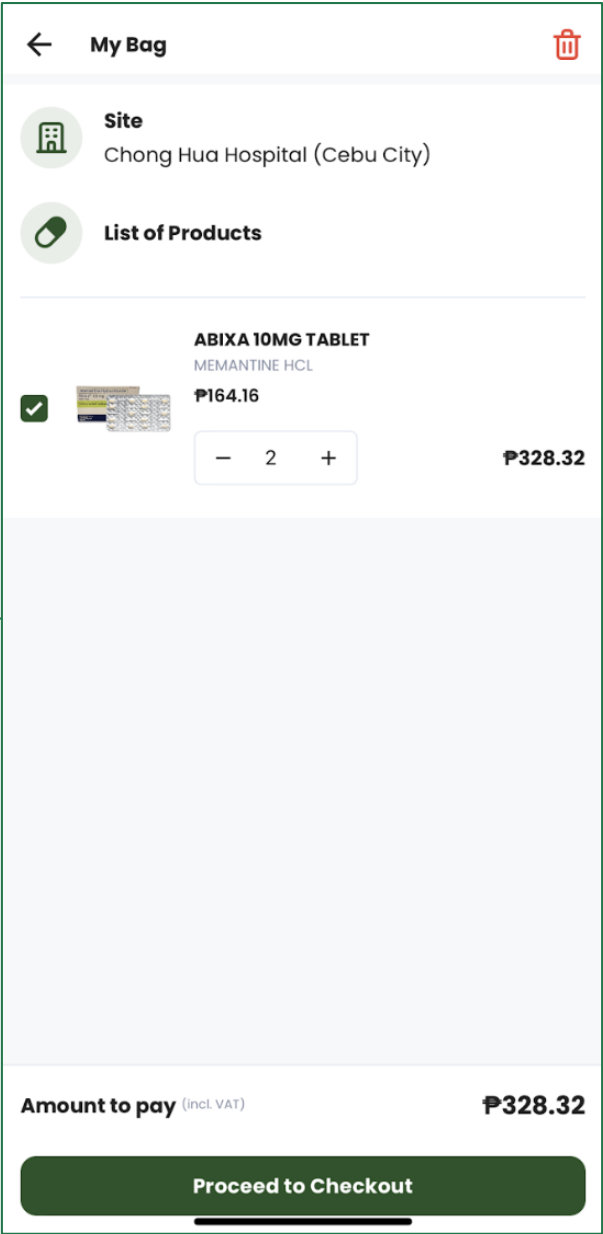 My Bag
Site
Chong Hua Hospital (Cebu City)
List of Products
ABIXA 10MG TABLET
MEMANTINE HCL
₱164.16
2
₱328.32
Amount to pay (incl. VAT)
₱328.32
Proceed to Checkout